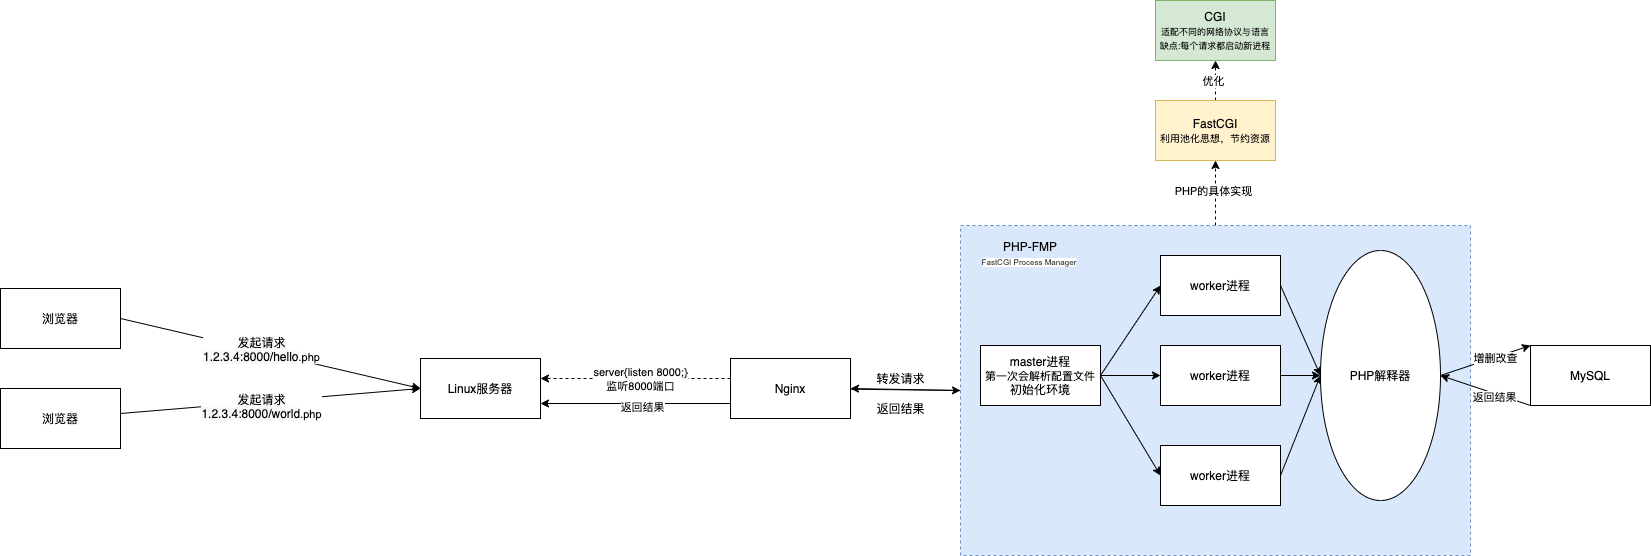 CGI
适配不同的网络协议与语言
缺点:每个请求都启动新进程
优化
FastCGI
利用池化思想，节约资源
PHP的具体实现
PHP-FMP
FastCGI Process Manager
浏览器
发起请求
1.2.3.4:8000/hello.php
浏览器
发起请求
1.2.3.4:8000/world.php
Linux服务器
server{listen 8000;}
监听8000端口
返回结果
Nginx
转发请求
返回结果
master进程
第一次会解析配置文件
初始化环境
worker进程
worker进程
worker进程
PHP解释器
增删改查
返回结果
MySQL